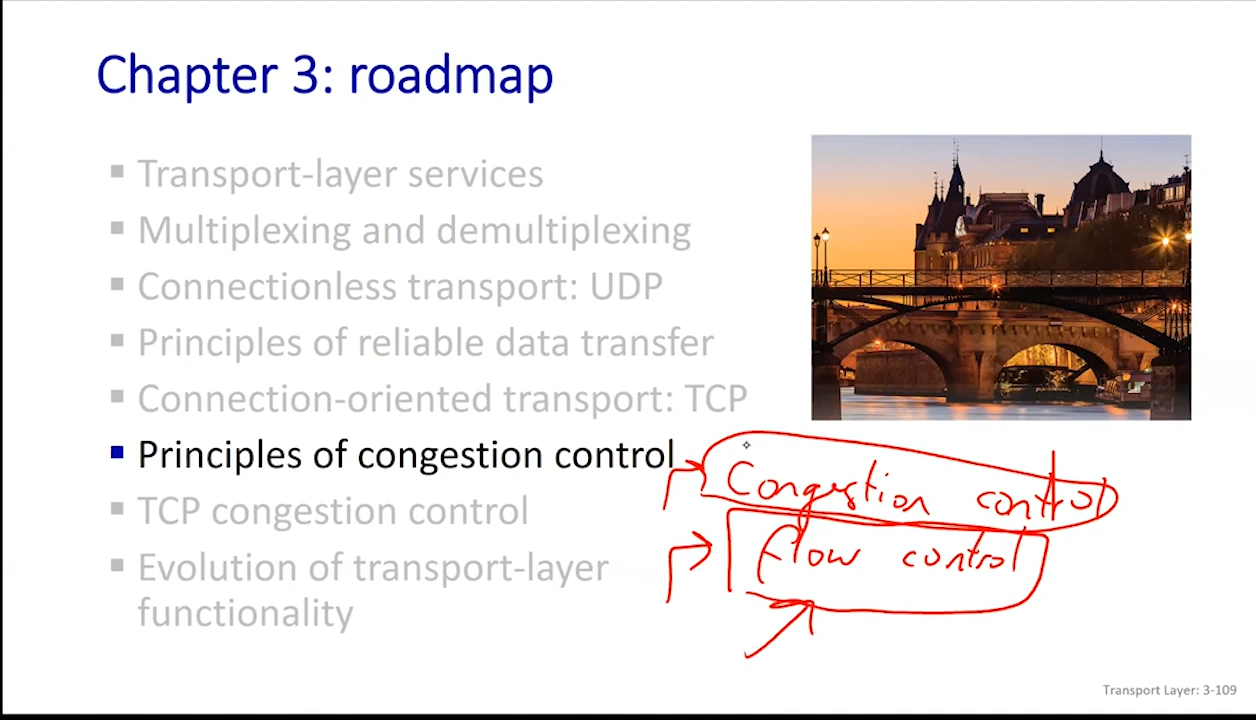 Chapter 3: roadmap
▪ Transport-layer services
▪ Multiplexing and demultiplexing
▪ Connectionless transport: UDP
▪ Principles of reliable data transfer
▪ Connection-oriented transport: TCP
▪ Principles of congestion control
▪ TCP congestion control
▪ Evolution of transport-layer
functionality
Congestion control
flow control
Transport Layer: 3-109